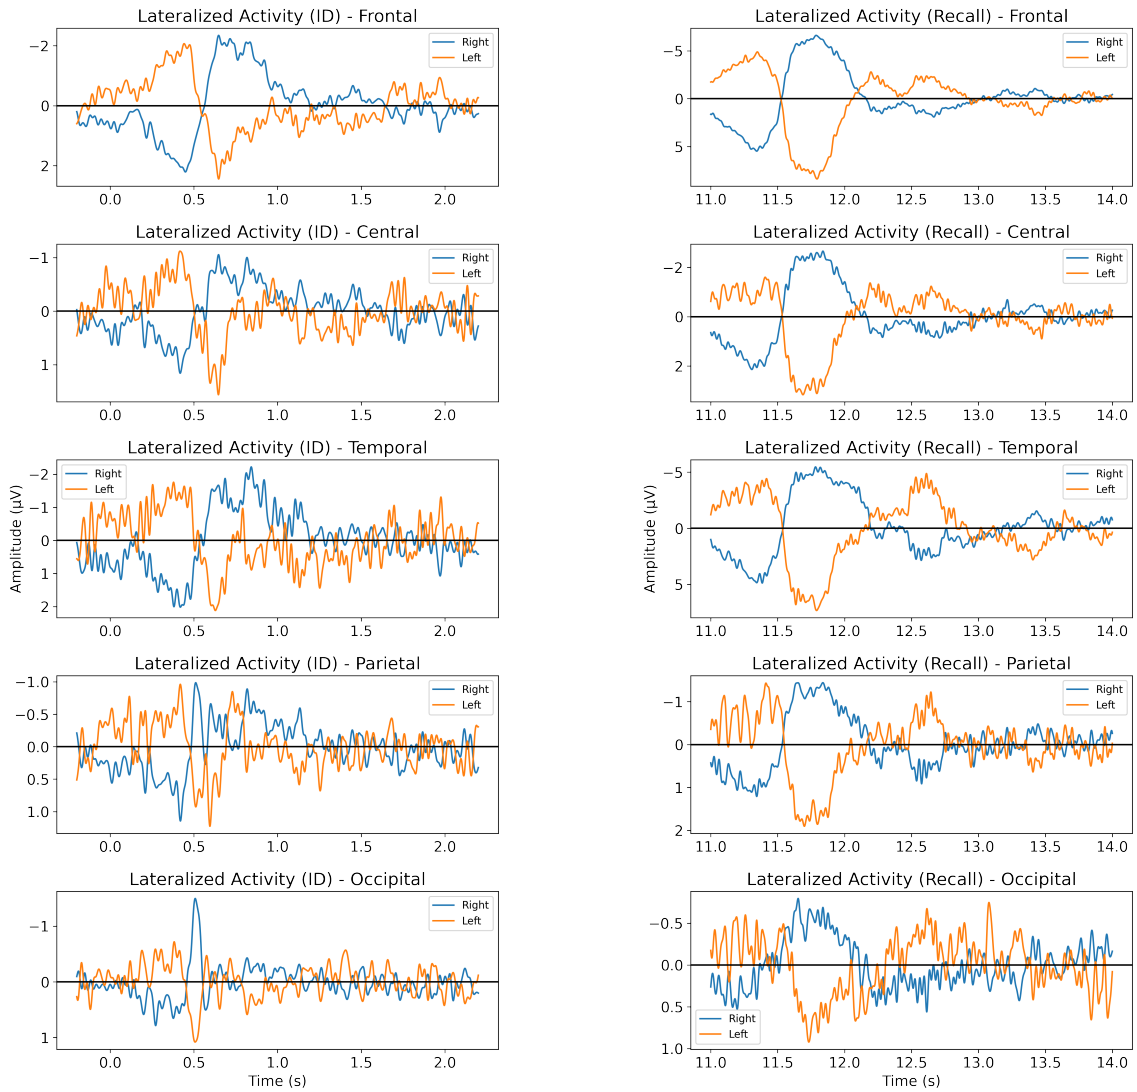 Lateralized Activity (ID) - Frontal
−2
0
2
Right
Left
0.0 0.5 1.0 1.5 2.0
Lateralized Activity (Recall) - Frontal
−5
0
5
Right
Left
11.0 11.5 12.0 12.5 13.0 13.5 14.0
Lateralized Activity (ID) - Central
−1
0
1
Right
Left
0.0 0.5 1.0 1.5 2.0
Lateralized Activity (Recall) - Central
−2
0
2
Right
Left
11.0 11.5 12.0 12.5 13.0 13.5 14.0
Lateralized Activity (ID) - Temporal
Amplitude (µV)
−2
−1
0
1
2
Right
Left
0.0 0.5 1.0 1.5 2.0
Lateralized Activity (Recall) - Temporal
Amplitude (µV)
−5
0
5
Right
Left
11.0 11.5 12.0 12.5 13.0 13.5 14.0
Lateralized Activity (ID) - Parietal
−1.0
−0.5
0.0
0.5
1.0
Right
Left
0.0 0.5 1.0 1.5 2.0
Lateralized Activity (Recall) - Parietal
−1
0
1
2
Right
Left
11.0 11.5 12.0 12.5 13.0 13.5 14.0
Lateralized Activity (ID) - Occipital
−1
0
1
Right
Left
0.0 0.5 1.0 1.5 2.0
Time (s)
Lateralized Activity (Recall) - Occipital
−0.5
0.0
0.5
1.0
Right
Left
11.0 11.5 12.0 12.5 13.0 13.5 14.0
Time (s)